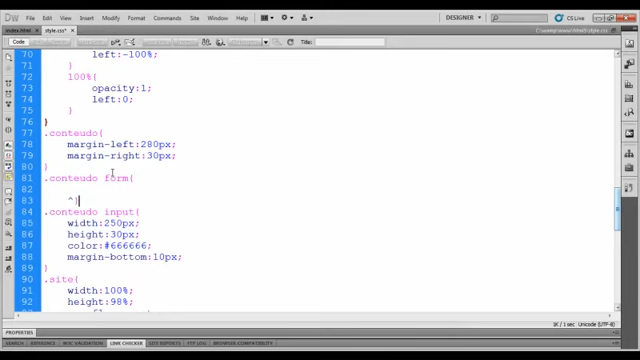 DW File Edit View Insert Modify Format Commands Site Window Help DESIGNER CS Live
index.html × style.css* ×
Code Split Design Title:
70 left:-100%;
71 }
72 100%{
73 opacity:1;
74 left:0;
75 }
76 }
77 .conteudo{
78 margin-left:280px;
79 margin-right:30px;
80 }
81 .conteudo form{
82
83 ^}
84 .conteudo input{
85 width:250px;
86 height:30px;
87 color:#666666;
88 margin-bottom:10px;
89 }
90 .site{
91 width:100%;
92 height:98%;
1K / 1 sec Unicode (UTF-8)
PROPERTIES
SEARCH REFERENCE W3C VALIDATION LINK CHECKER SITE REPORTS FTP LOG BROWSER COMPATIBILITY